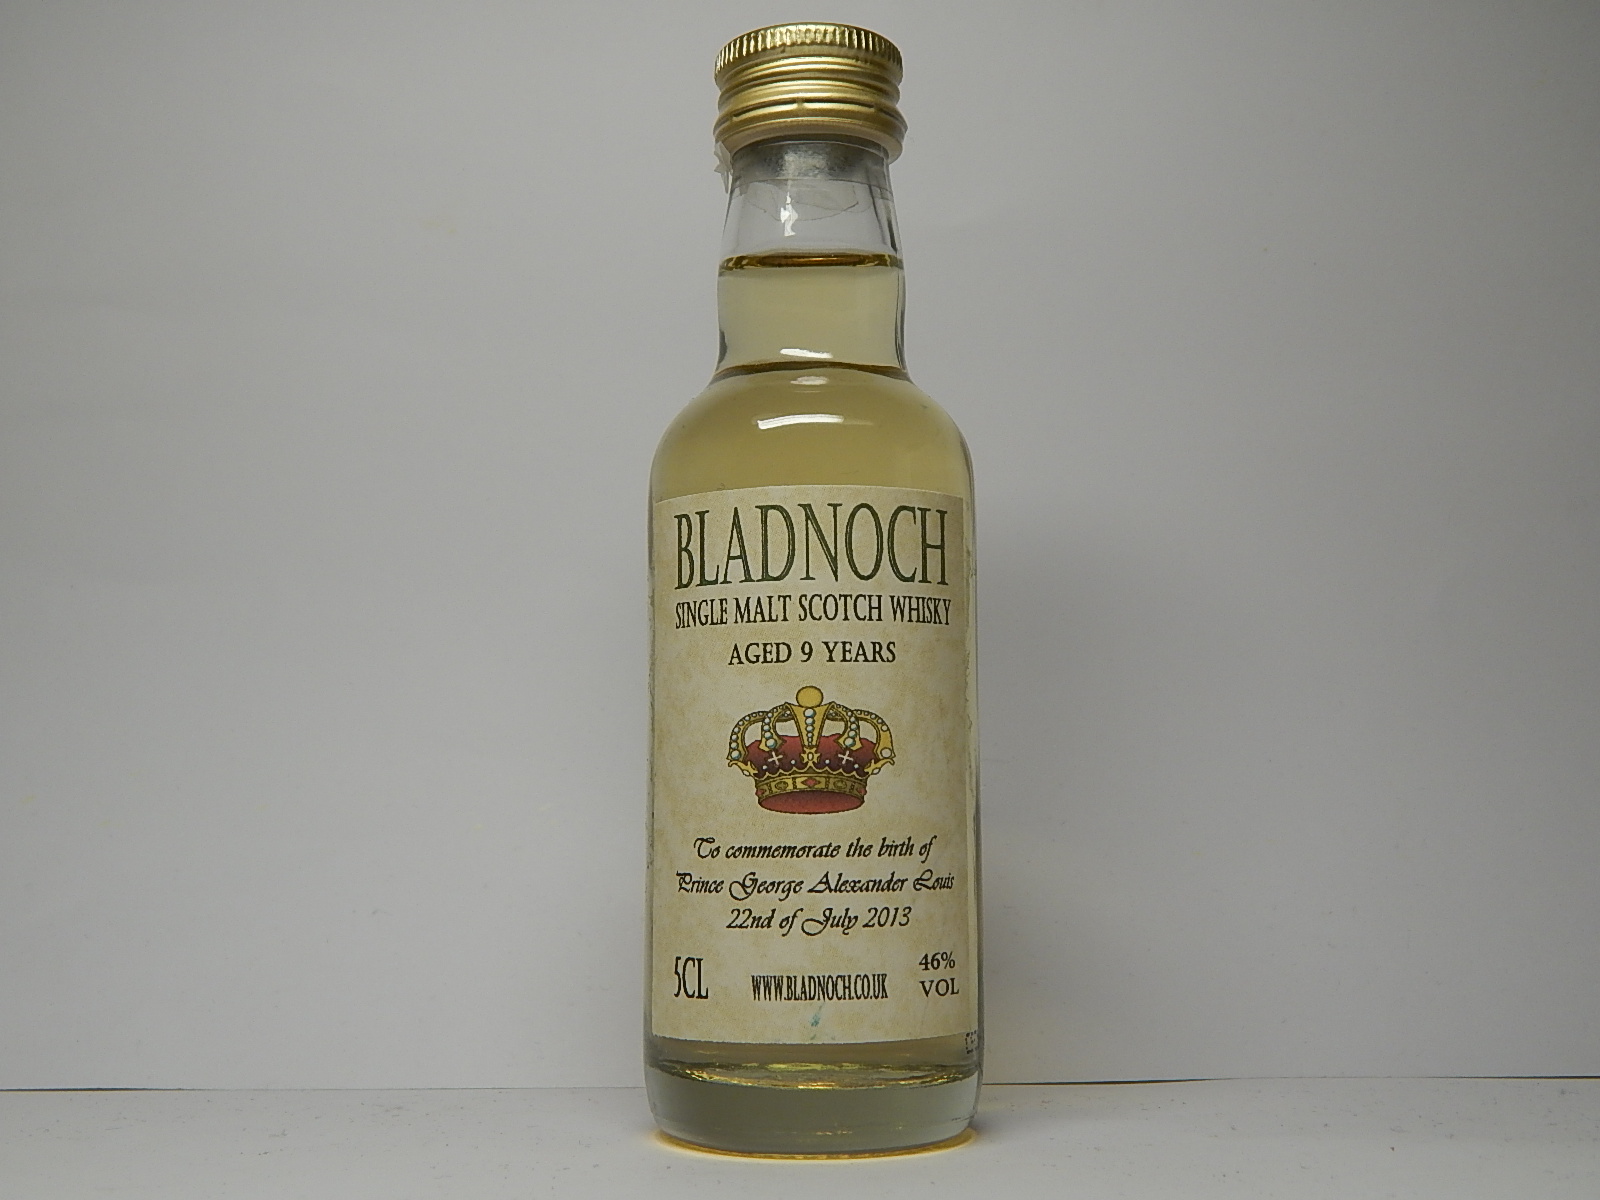 BLADNOCH
SINGLE MALT SCOTCH WHISKY
AGED 9 YEARS
To commemorate the birth of
Prince George Alexander Louis
22nd of July 2013
5CL
WWW.BLADNOCH.CO.UK
46%
VOL